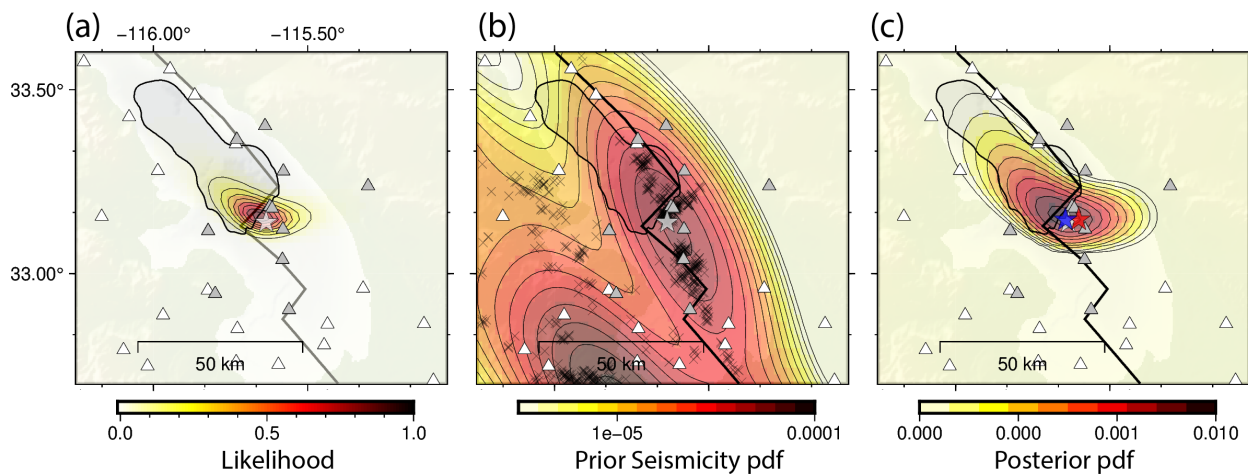 (a) −116.00° −115.50° (b) (c)
33.50°
33.00°
50 km 50 km 50 km
0.0 0.5 1.0 1e−05 0.0001 0.000 0.000 0.001 0.010
Likelihood Prior Seismicity pdf Posterior pdf